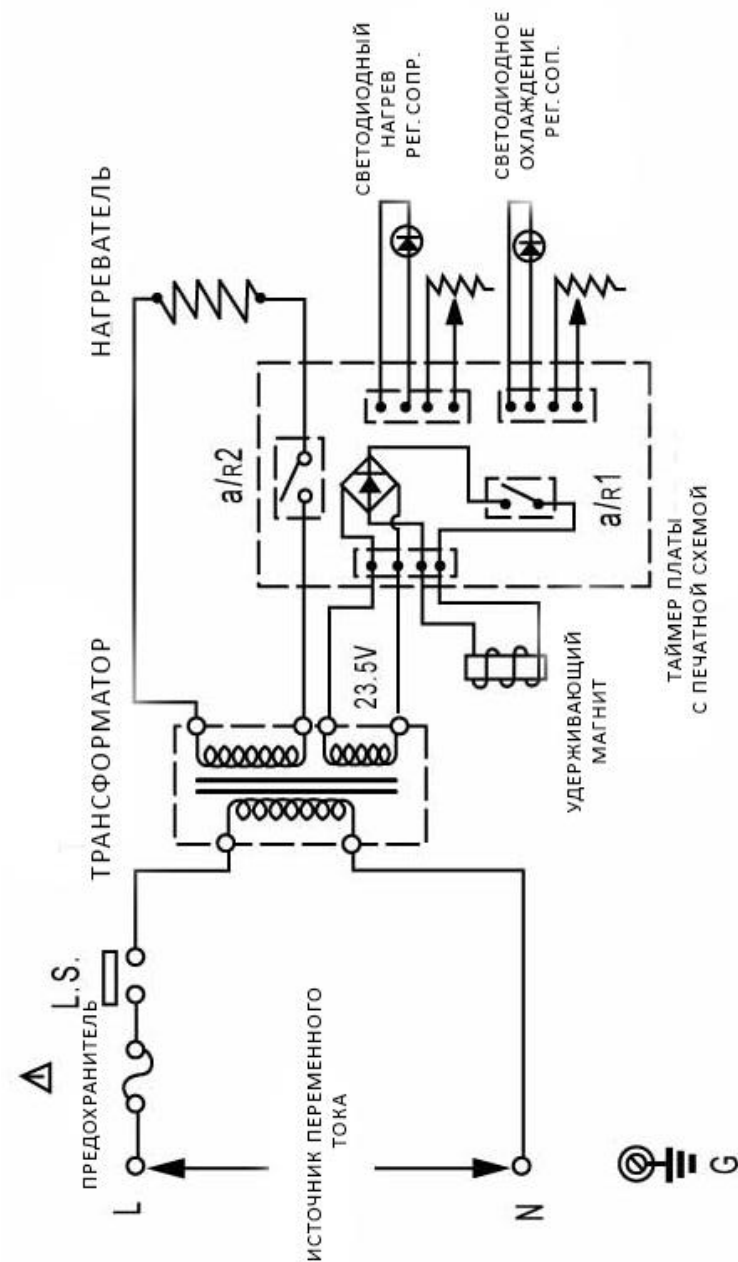 НАГРЕВАТЕЛЬ
СВЕТОДИОДНЫЙ
НАГРЕВ
РЕГ. СОПР.
СВЕТОДИОДНОЕ
ОХЛАЖДЕНИЕ
РЕГ. СОП.
a/R2
a/R1
ТРАНСФОРМАТОР
23.5V
УДЕРЖИВАЮЩИЙ
МАГНИТ
ТАЙМЕР ПЛАТЫ
С ПЕЧАТНОЙ СХЕМОЙ
L.S.
ПРЕДОХРАНИТЕЛЬ
ИСТОЧНИК ПЕРЕМЕННОГО
ТОКА
L
N
G